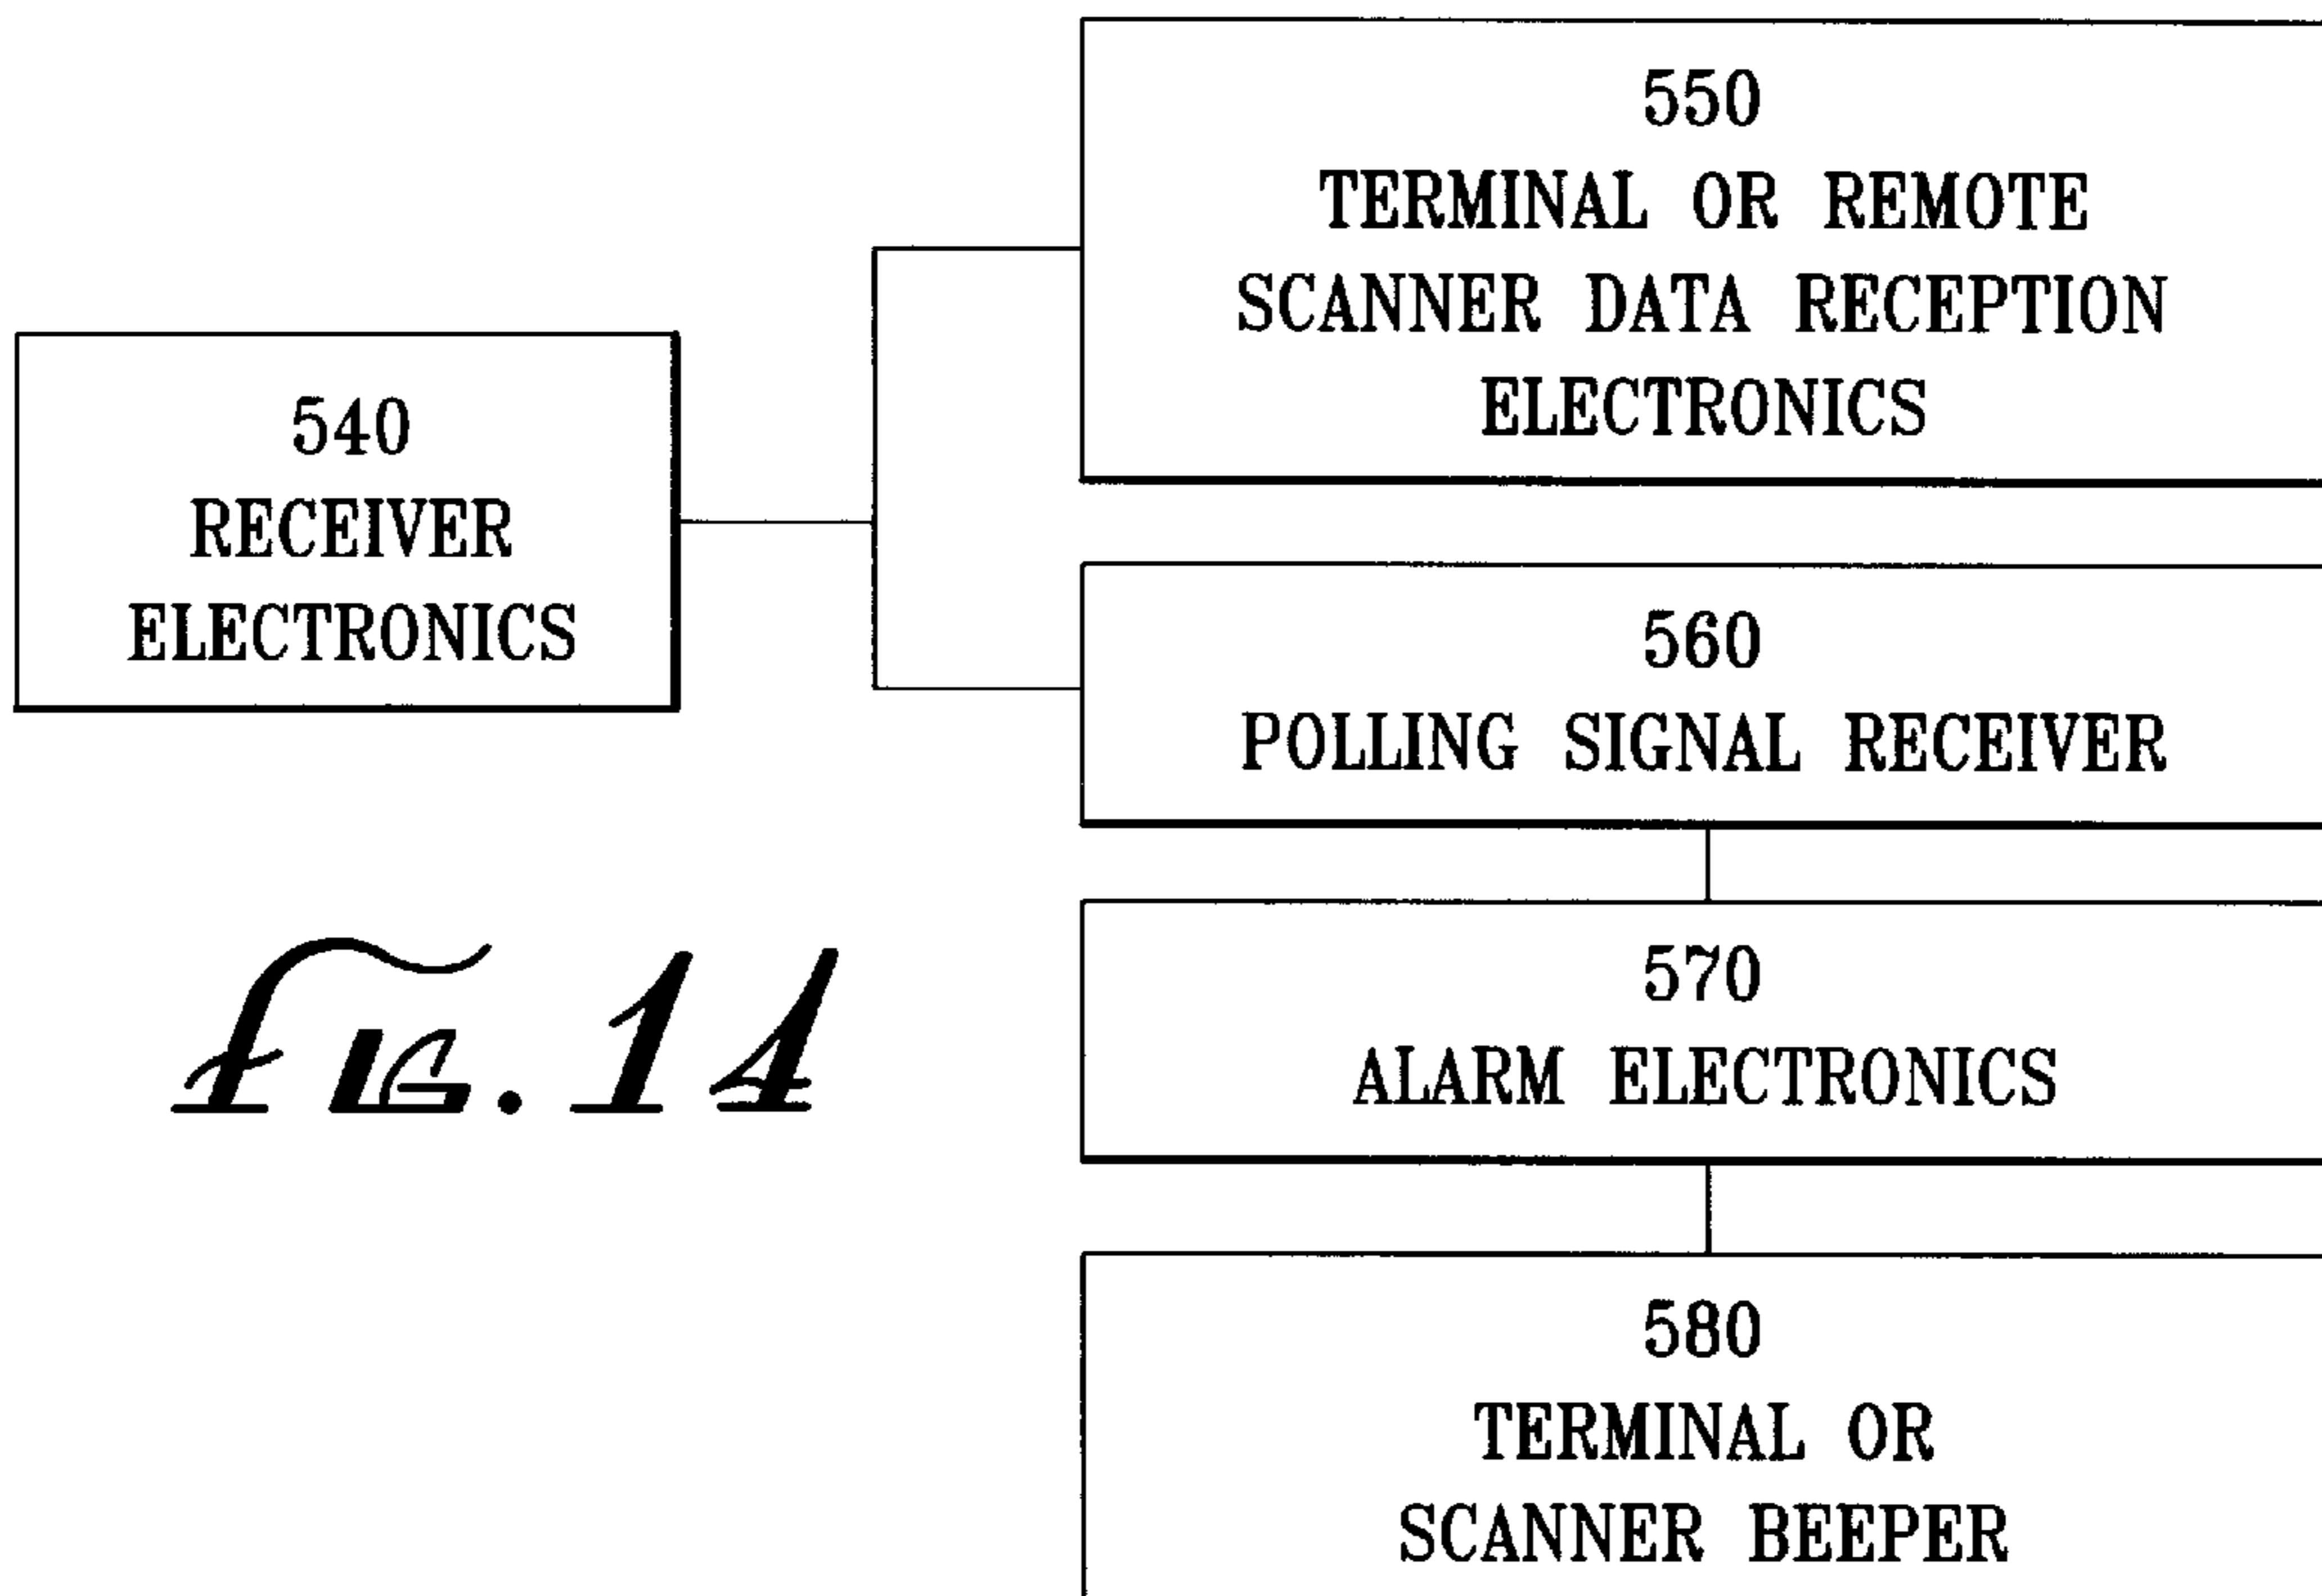 550
TERMINAL OR REMOTE
SCANNER DATA RECEPTION
ELECTRONICS
540
RECEIVER
ELECTRONICS
560
POLLING SIGNAL RECEIVER
570
ALARM ELECTRONICS
580
TERMINAL OR
SCANNER BEEPER
FIG. 14